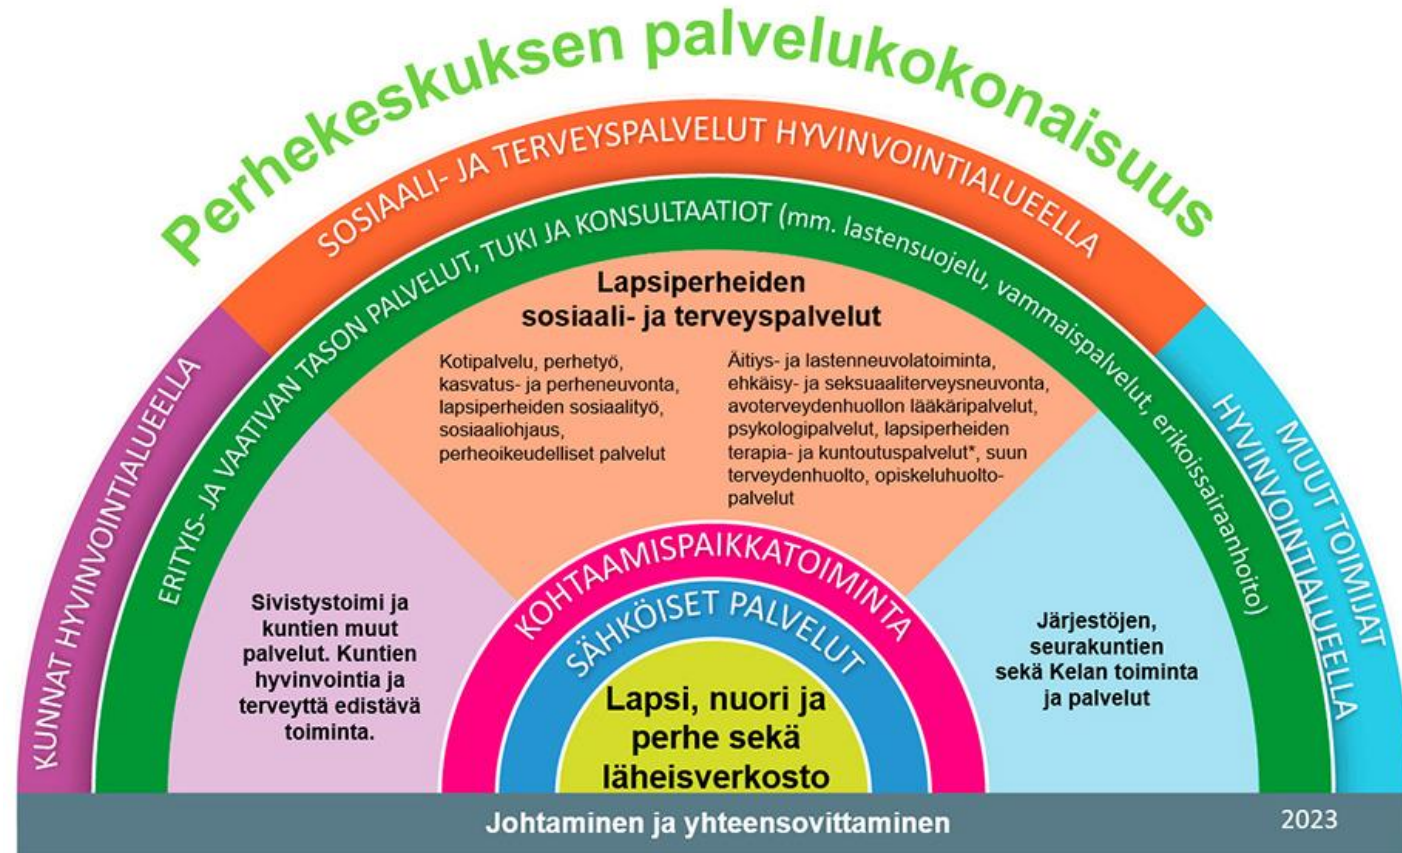 Perhekeskuksen palvelukokonaisuus
SOSIAALI- JA TERVEYSPALVELUT HYVINVOINTIALUEELLA
KUNNAT HYVINVOINTIALUEELLA
MUUT TOIMIJAT
HYVINVOINTIALUEELLA
ERITYIS- JA VAATIVAN TASON PALVELUT, TUKI JA KONSULTAATIOT (mm. lastensuojelu, vammaispalvelut, erikoissairaanhoito)
Lapsiperheiden
sosiaali- ja terveyspalvelut
Kotipalvelu, perhetyö,
kasvatus- ja perheneuvonta,
lapsiperheiden sosiaalityö,
sosiaaliohjaus,
perheoikeudelliset palvelut
Äitiys- ja lastenneuvolatoiminta,
ehkäisy- ja seksuaaliterveysneuvonta,
avoterveydenhuollon lääkäripalvelut,
psykologipalvelut, lapsiperheiden
terapia- ja kuntoutuspalvelut*, suun
terveydenhuolto, opiskeluhuolto-
palvelut
Sivistystoimi ja
kuntien muut
palvelut. Kuntien
hyvinvointia ja
terveyttä edistävä
toiminta.
Järjestöjen,
seurakuntien
sekä Kelan toiminta
ja palvelut
KOHTAAMISPAIKKATOIMINTA
SÄHKÖISET PALVELUT
Lapsi, nuori ja
perhe sekä
läheisverkosto
Johtaminen ja yhteensovittaminen
2023